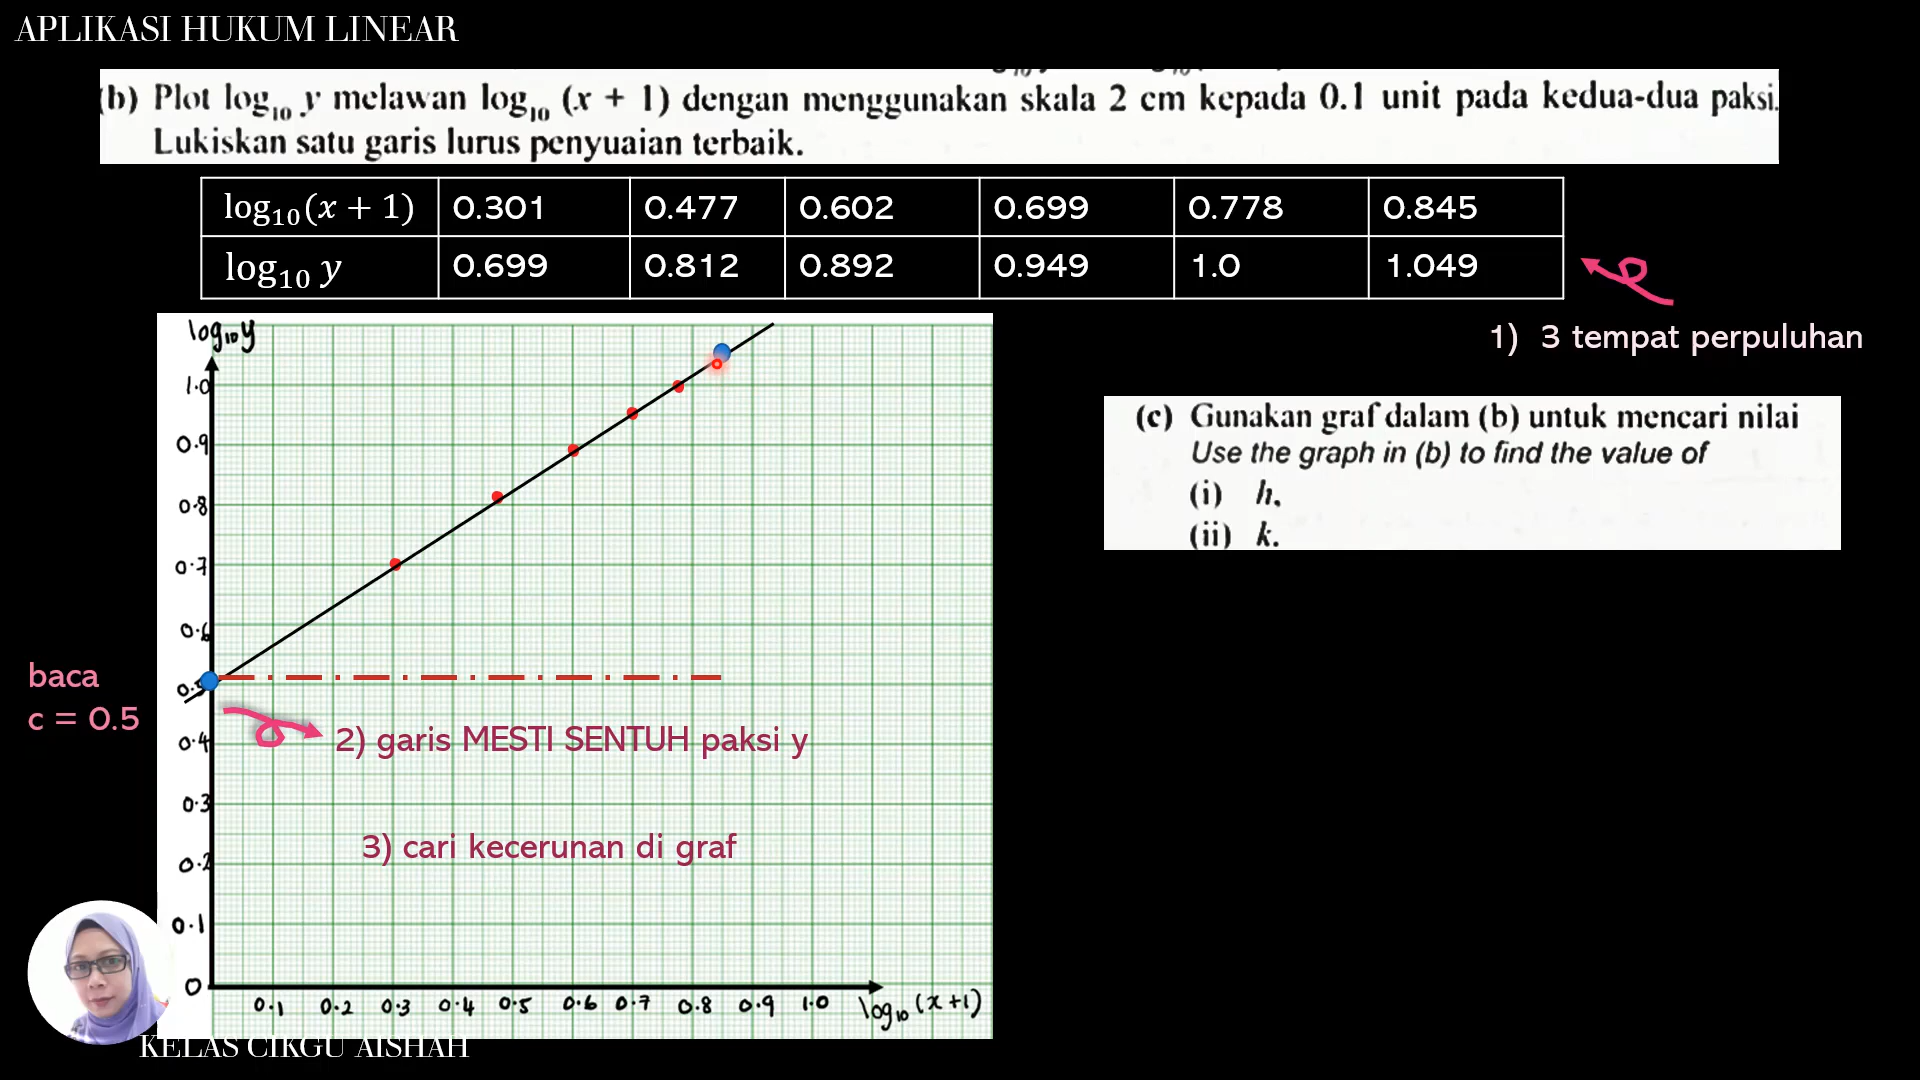 APLIKASI HUKUM LINEAR
(b) Plot log₁₀ y melawan log₁₀ (x + 1) dengan menggunakan skala 2 cm kepada 0.1 unit pada kedua-dua paksi.
Lukiskan satu garis lurus penyuaian terbaik.
log₁₀(x + 1) 0.301 0.477 0.602 0.699 0.778 0.845
log₁₀ y 0.699 0.812 0.892 0.949 1.0 1.049
1) 3 tempat perpuluhan
(c) Gunakan graf dalam (b) untuk mencari nilai
Use the graph in (b) to find the value of
(i) h.
(ii) k.
log₁₀y
1.0
0.9
0.8
0.7
0.6
0.5
0.4
0.3
0.2
0.1
0
baca
c = 0.5
2) garis MESTI SENTUH paksi y
3) cari kecerunan di graf
0.1 0.2 0.3 0.4 0.5 0.6 0.7 0.8 0.9 1.0 log₁₀(x+1)
KELAS CIKGU AISHAH